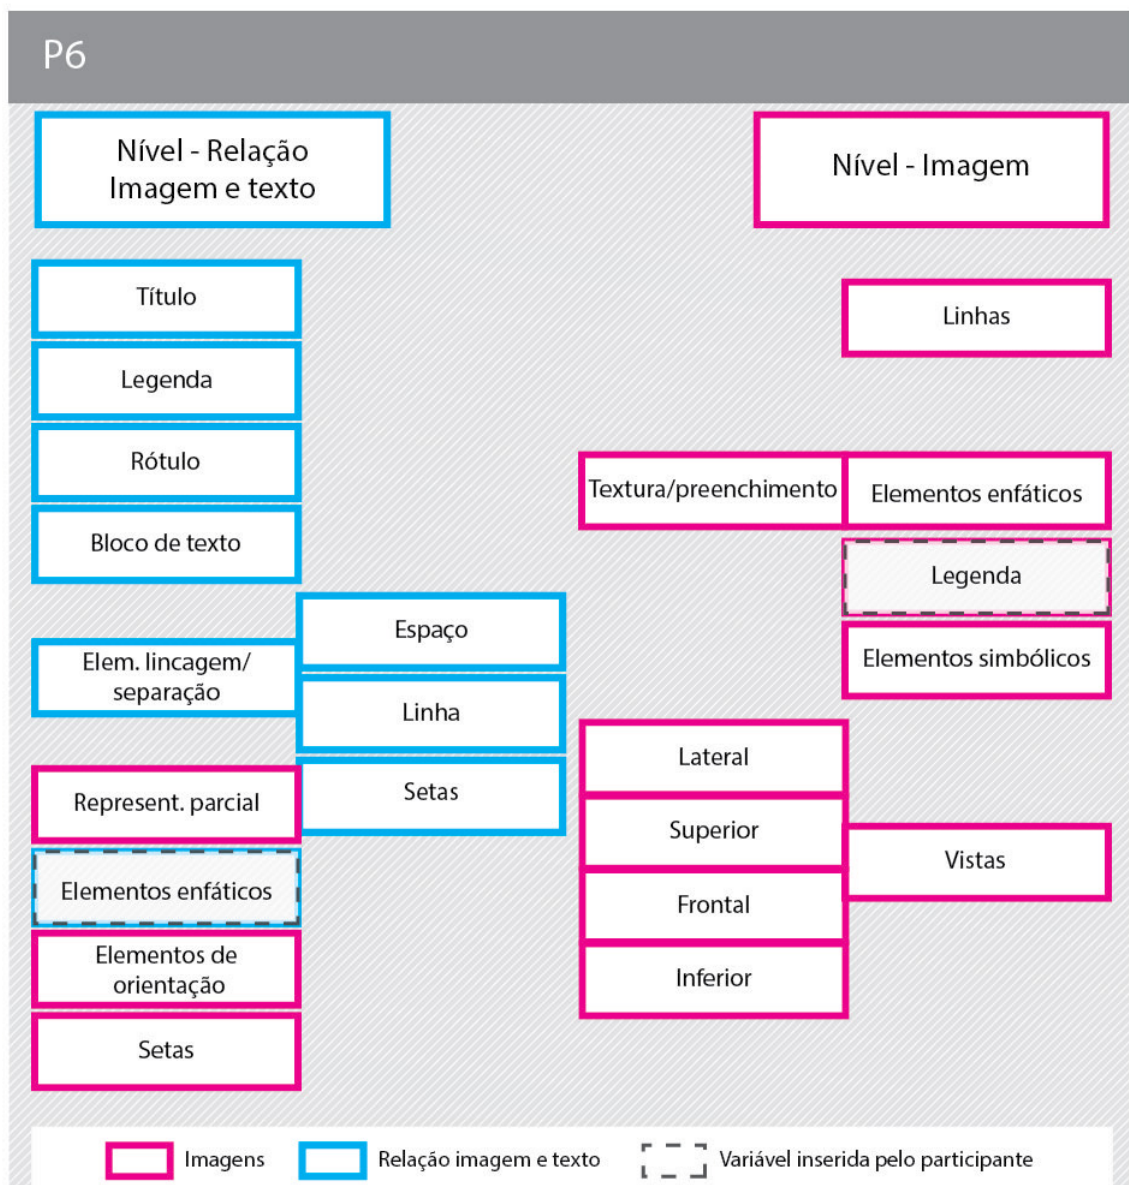 P6
Nível - Relação
Imagem e texto
Nível - Imagem
Título
Legenda
Rótulo
Bloco de texto
Elem. lincagem/
separação
Espaço
Linha
Setas
Represent. parcial
Elementos enfáticos
Elementos de
orientação
Setas
Linhas
Textura/preenchimento
Elementos enfáticos
Legenda
Elementos simbólicos
Lateral
Superior
Frontal
Inferior
Vistas
Imagens
Relação imagem e texto
Variável inserida pelo participante